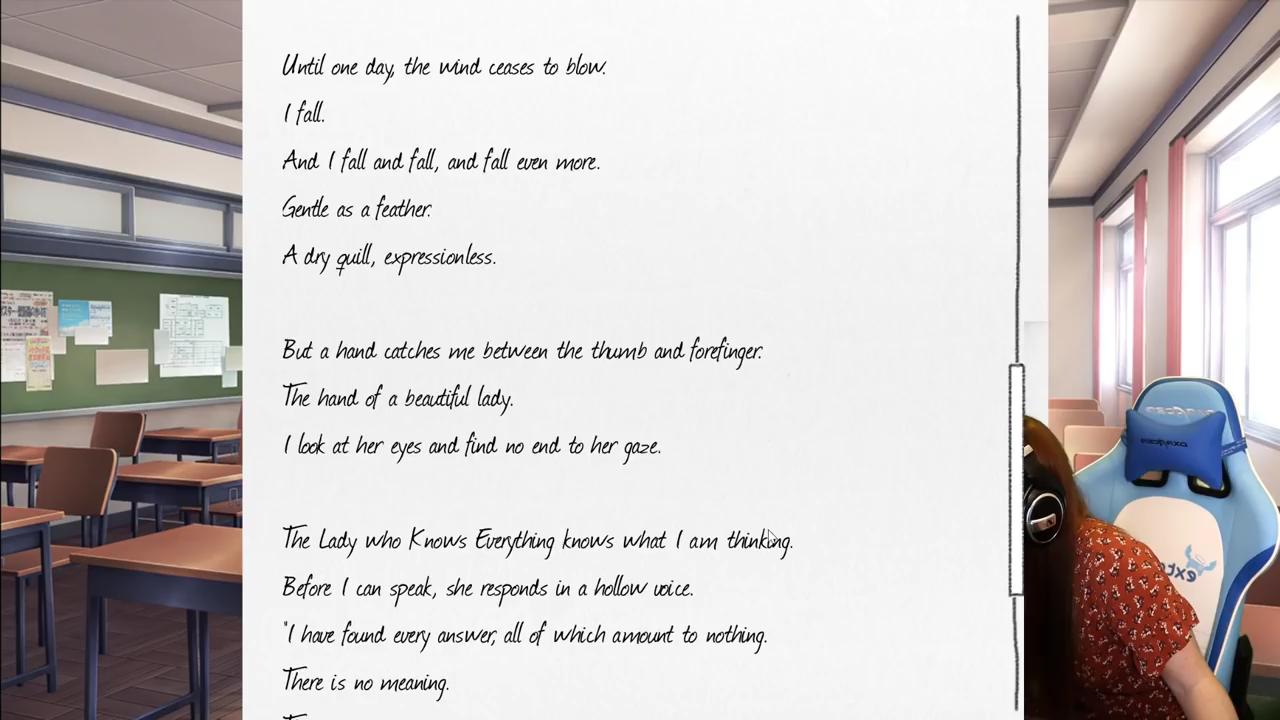 Until one day, the wind ceases to blow.
I fall.
And I fall and fall, and fall even more.
Gentle as a feather.
A dry quill, expressionless.
But a hand catches me between the thumb and forefinger.
The hand of a beautiful lady.
I look at her eyes and find no end to her gaze.
The Lady who Knows Everything knows what I am thinking.
Before I can speak, she responds in a hollow voice.
"I have found every answer, all of which amount to nothing.
There is no meaning.